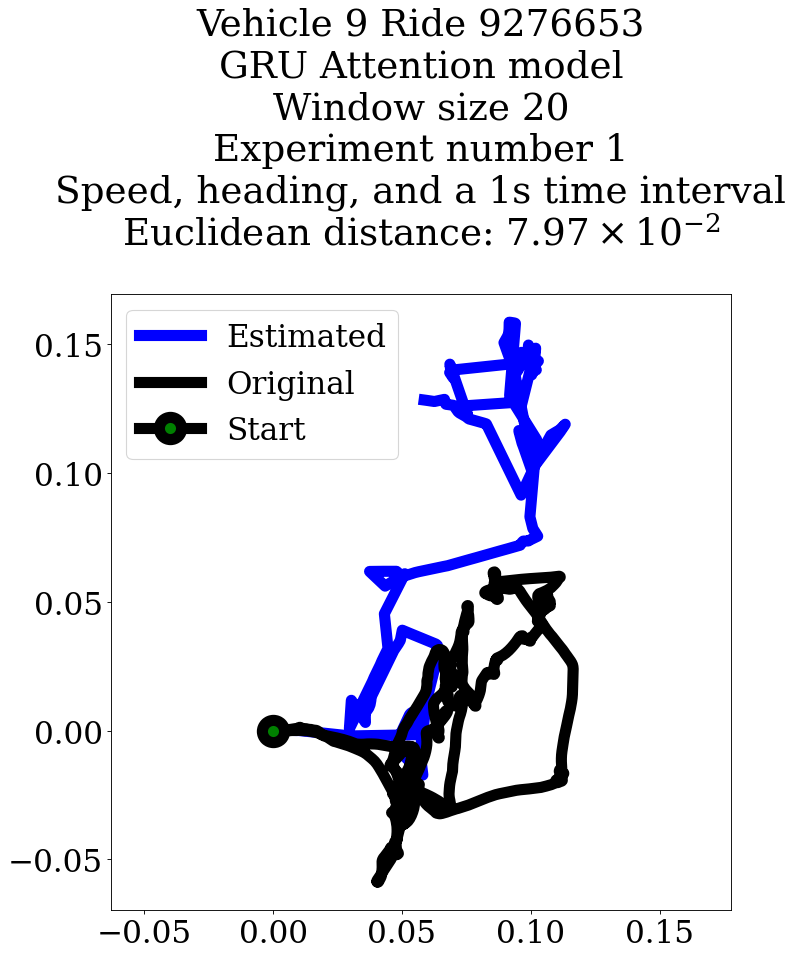 Vehicle 9 Ride 9276653
GRU Attention model
Window size 20
Experiment number 1
Speed, heading, and a 1s time interval
Euclidean distance: 7.97 × 10⁻²
Estimated
Original
Start
0.15
0.10
0.05
0.00
−0.05
−0.05 0.00 0.05 0.10 0.15